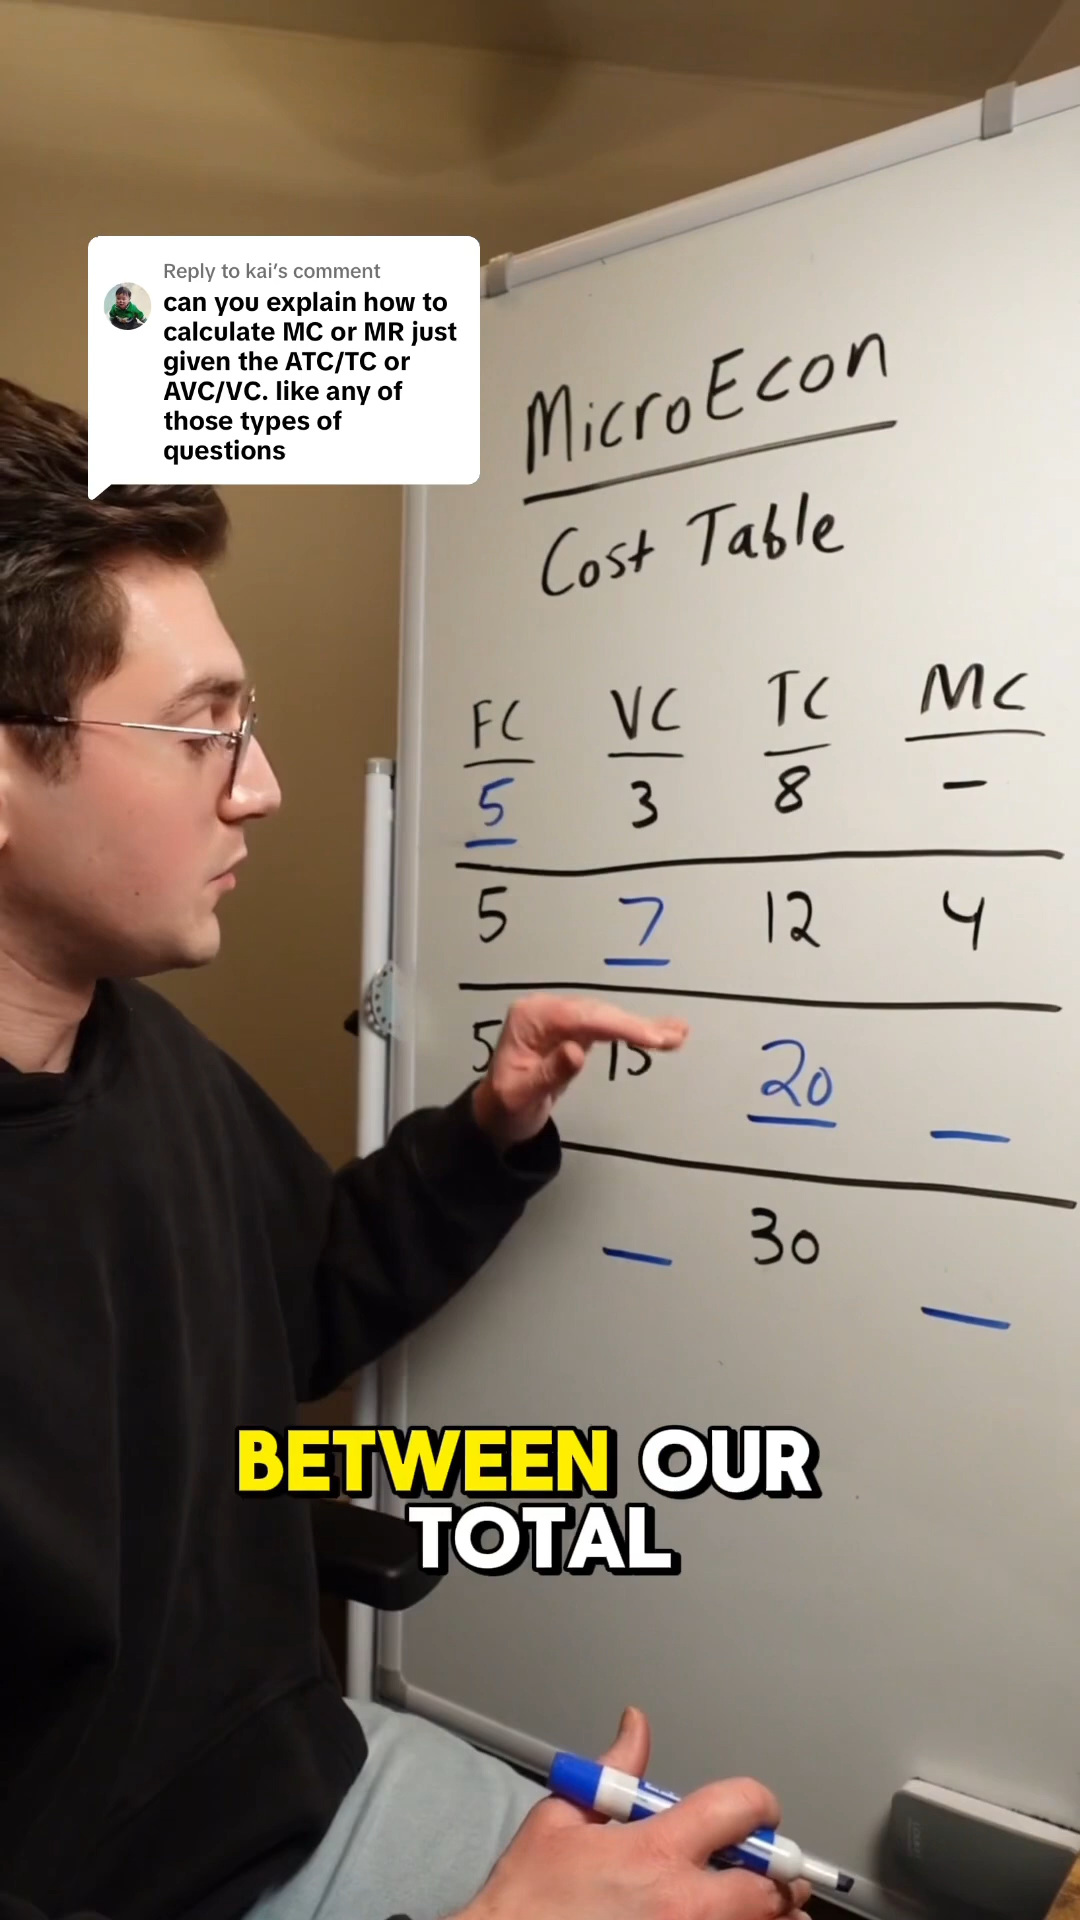 Reply to kai's comment
can you explain how to
calculate MC or MR just
given the ATC/TC or
AVC/VC. like any of
those types of
questions
MicroEcon
Cost Table
FC VC TC MC
5 3 8 –
5 7 12 4
5 15 20
30
BETWEEN OUR
TOTAL